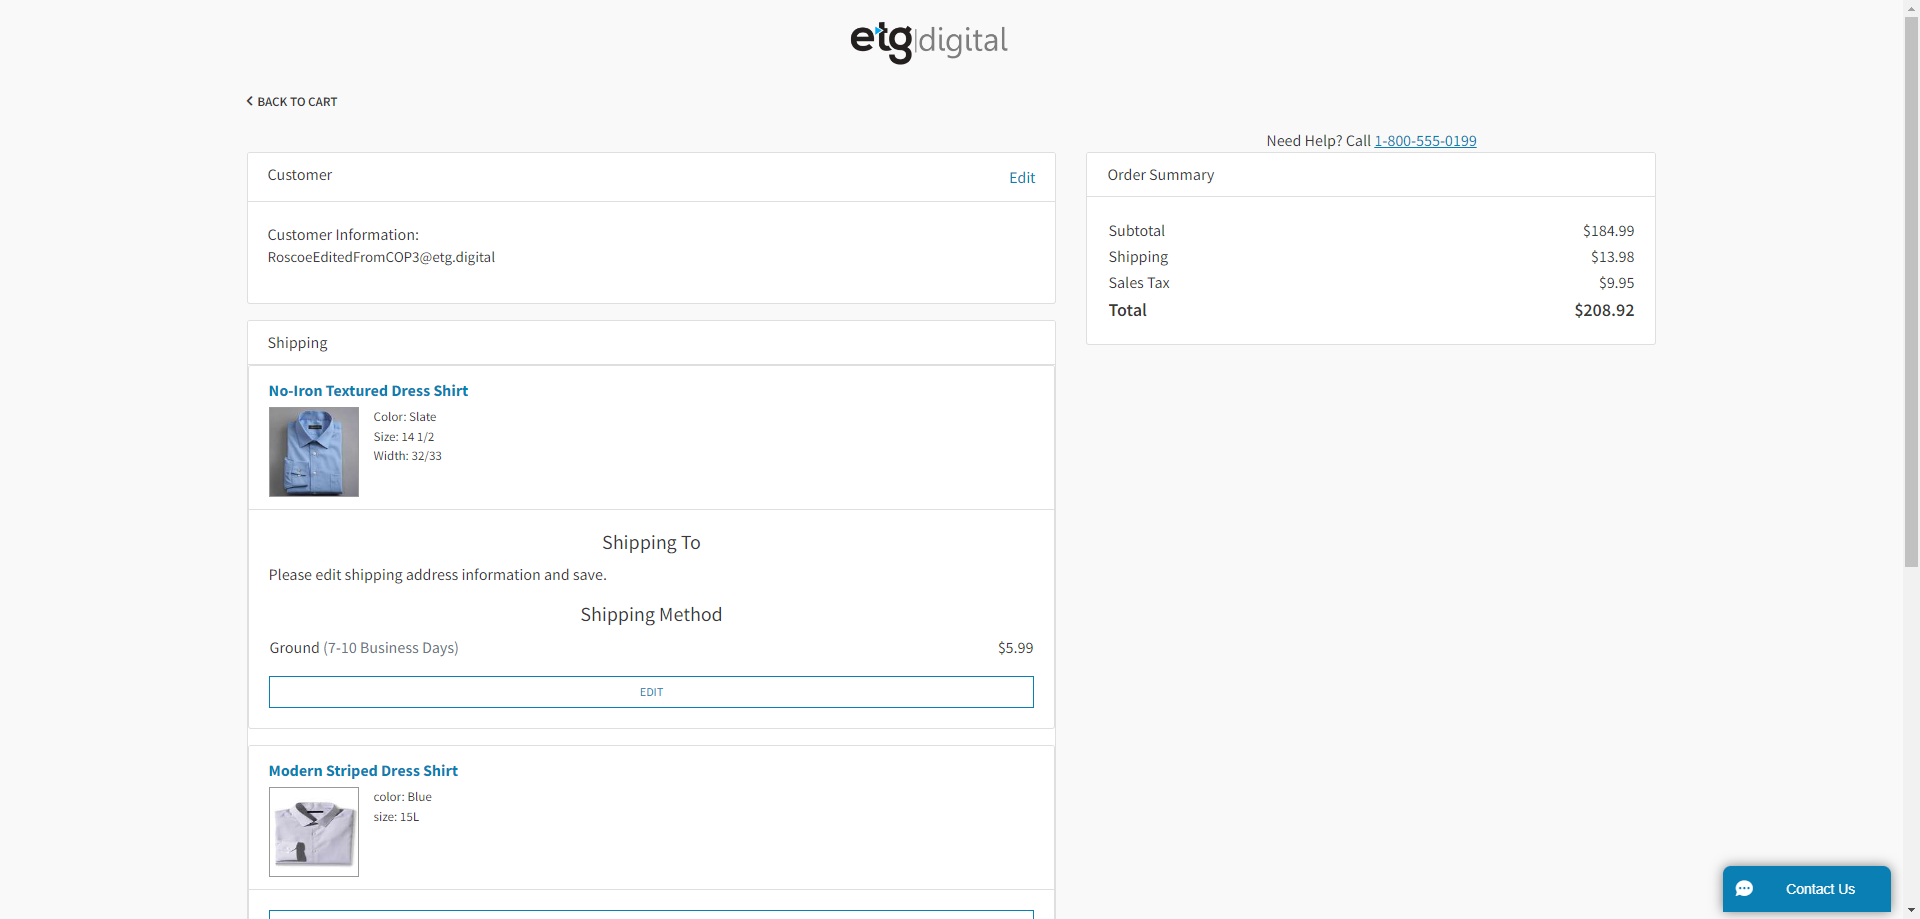 etg|digital
BACK TO CART
Need Help? Call 1-800-555-0199
Customer
Edit
Customer Information:
RoscoeEditedFromCOP3@etg.digital
Order Summary
Subtotal $184.99
Shipping $13.98
Sales Tax $9.95
Total $208.92
Shipping
No-Iron Textured Dress Shirt
Color: Slate
Size: 14 1/2
Width: 32/33
Shipping To
Please edit shipping address information and save.
Shipping Method
Ground (7-10 Business Days) $5.99
EDIT
Modern Striped Dress Shirt
color: Blue
size: 15L
Contact Us